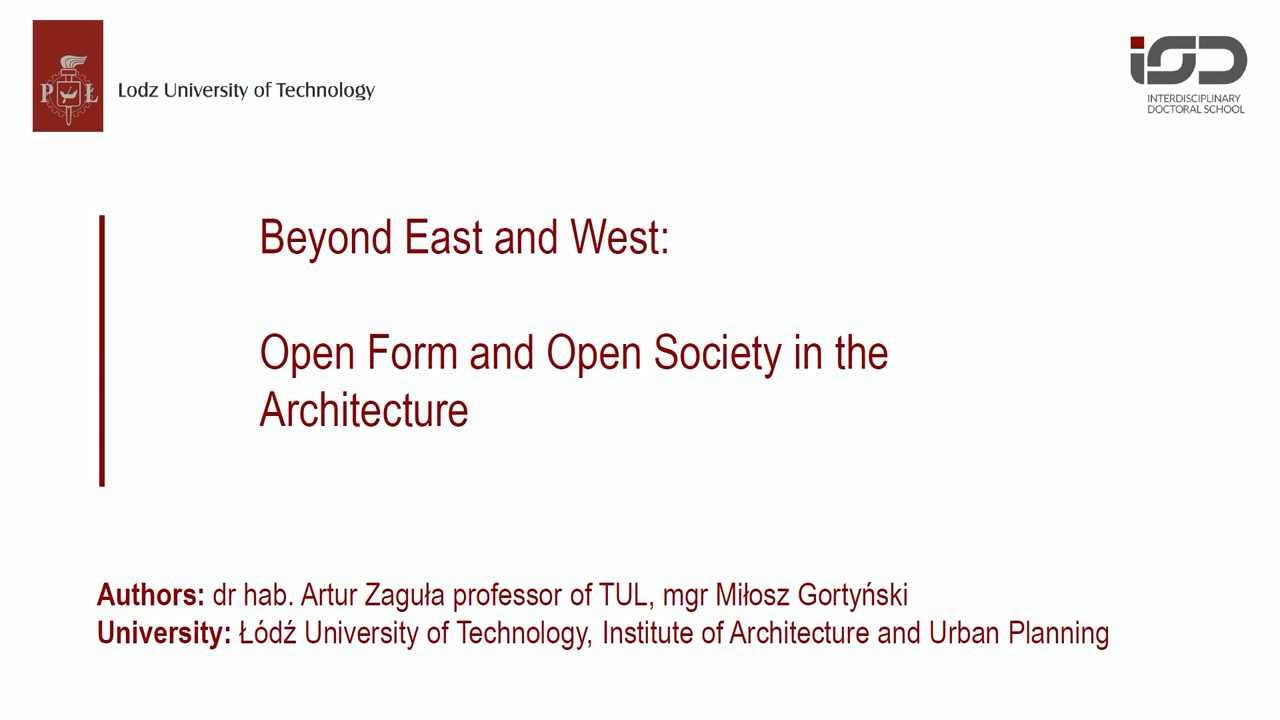 P Ł
Lodz University of Technology
iSD
INTERDISCIPLINARY
DOCTORAL SCHOOL
Beyond East and West:
Open Form and Open Society in the
Architecture
Authors: dr hab. Artur Zaguła professor of TUL, mgr Miłosz Gortyński
University: Łódź University of Technology, Institute of Architecture and Urban Planning